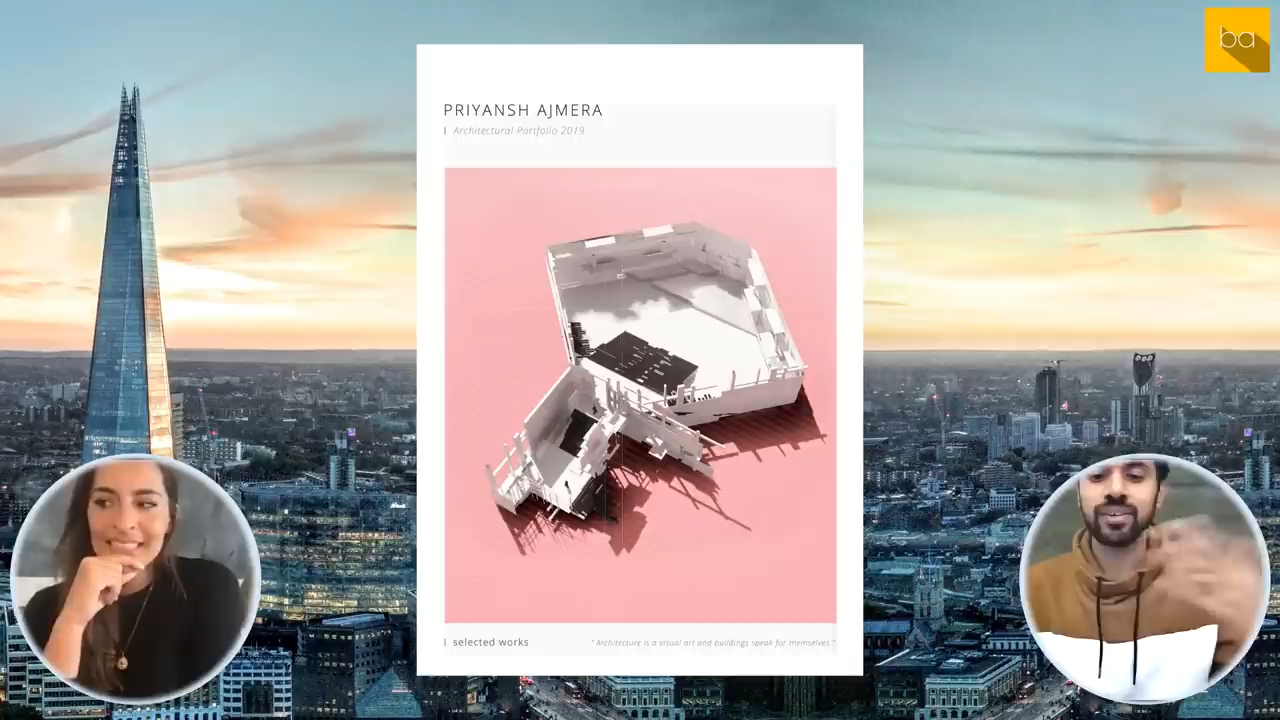 ba
PRIYANSH AJMERA
| Architectural Portfolio 2019
| selected works
" Architecture is a visual art and buildings speak for themselves "